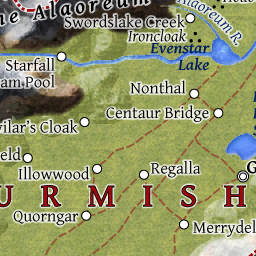 he Alaoreum
Swordslake Creek
Alaoreum R.
Ironcloak
Evenstar
Lake
Starfall
am Pool
Nonthal
Centaur Bridge
vilar's Cloak
eld
Illowwood
Regalla
G
URMISH
Quorngar
Merrydel